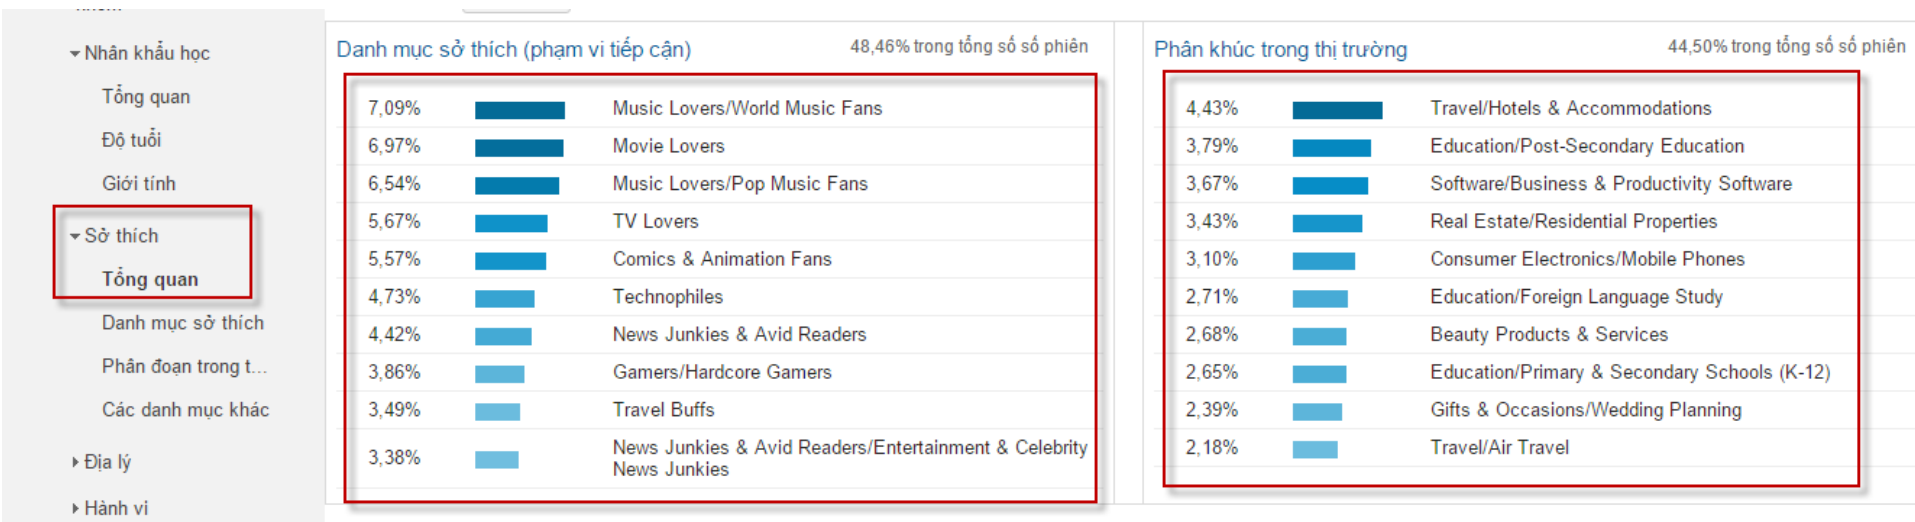 Nhân khẩu học
Tổng quan
Độ tuổi
Giới tính
Sở thích
Tổng quan
Danh mục sở thích
Phân đoạn trong t...
Các danh mục khác
Địa lý
Hành vi
Danh mục sở thích (phạm vi tiếp cận) 48,46% trong tổng số số phiên
7,09% Music Lovers/World Music Fans
6,97% Movie Lovers
6,54% Music Lovers/Pop Music Fans
5,67% TV Lovers
5,57% Comics & Animation Fans
4,73% Technophiles
4,42% News Junkies & Avid Readers
3,86% Gamers/Hardcore Gamers
3,49% Travel Buffs
3,38% News Junkies & Avid Readers/Entertainment & Celebrity
News Junkies
Phân khúc trong thị trường 44,50% trong tổng số số phiên
4,43% Travel/Hotels & Accommodations
3,79% Education/Post-Secondary Education
3,67% Software/Business & Productivity Software
3,43% Real Estate/Residential Properties
3,10% Consumer Electronics/Mobile Phones
2,71% Education/Foreign Language Study
2,68% Beauty Products & Services
2,65% Education/Primary & Secondary Schools (K-12)
2,39% Gifts & Occasions/Wedding Planning
2,18% Travel/Air Travel